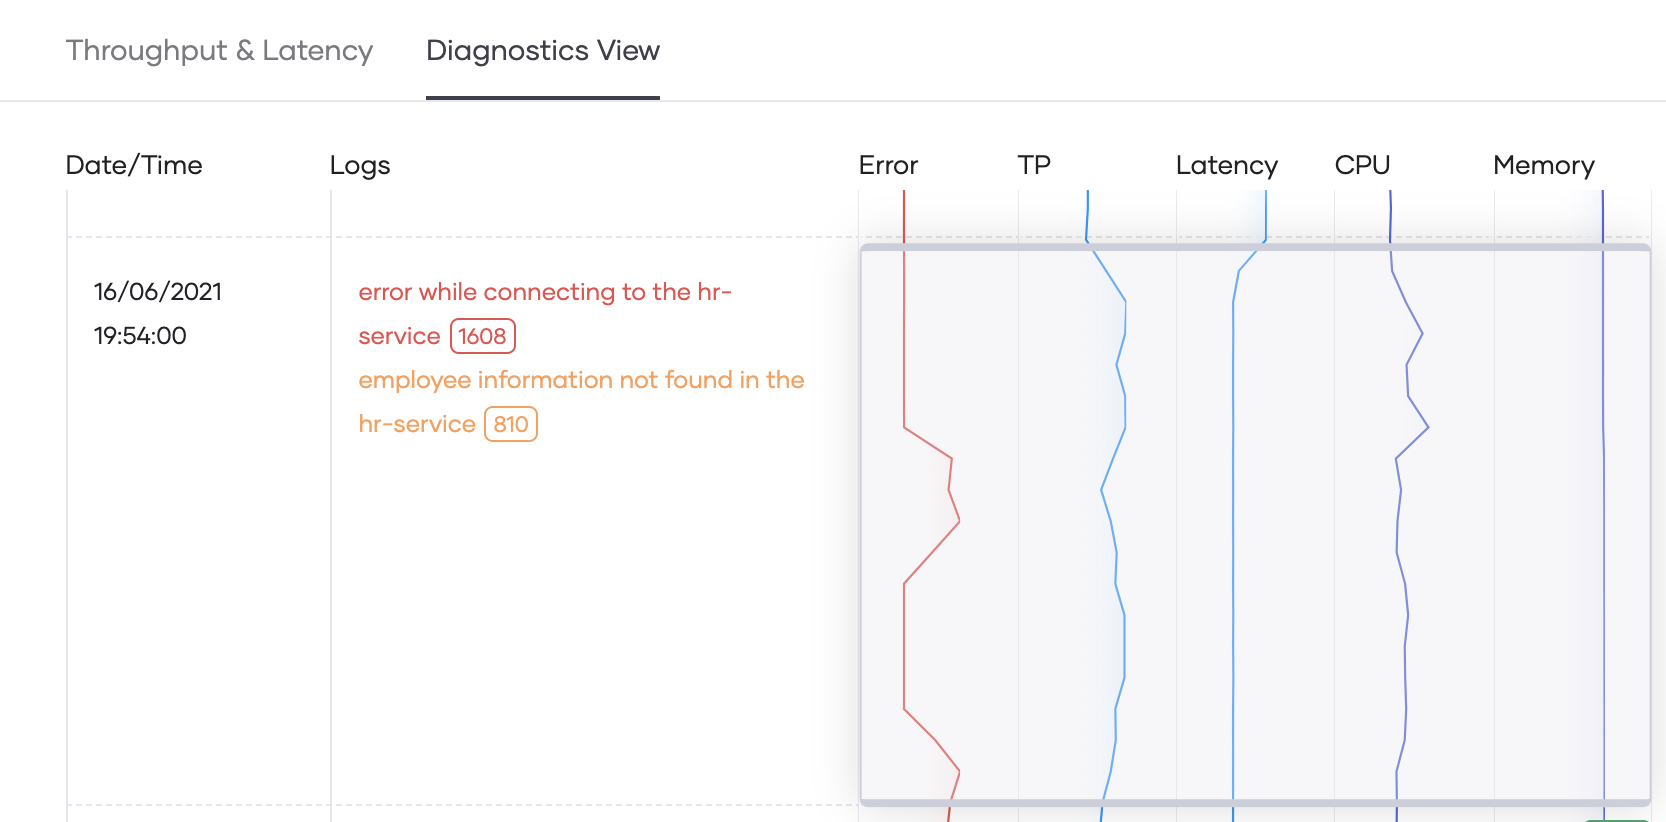 Throughput & Latency Diagnostics View
Date/Time Logs Error TP Latency CPU Memory
16/06/2021
19:54:00
error while connecting to the hr-
service 1608
employee information not found in the
hr-service 810